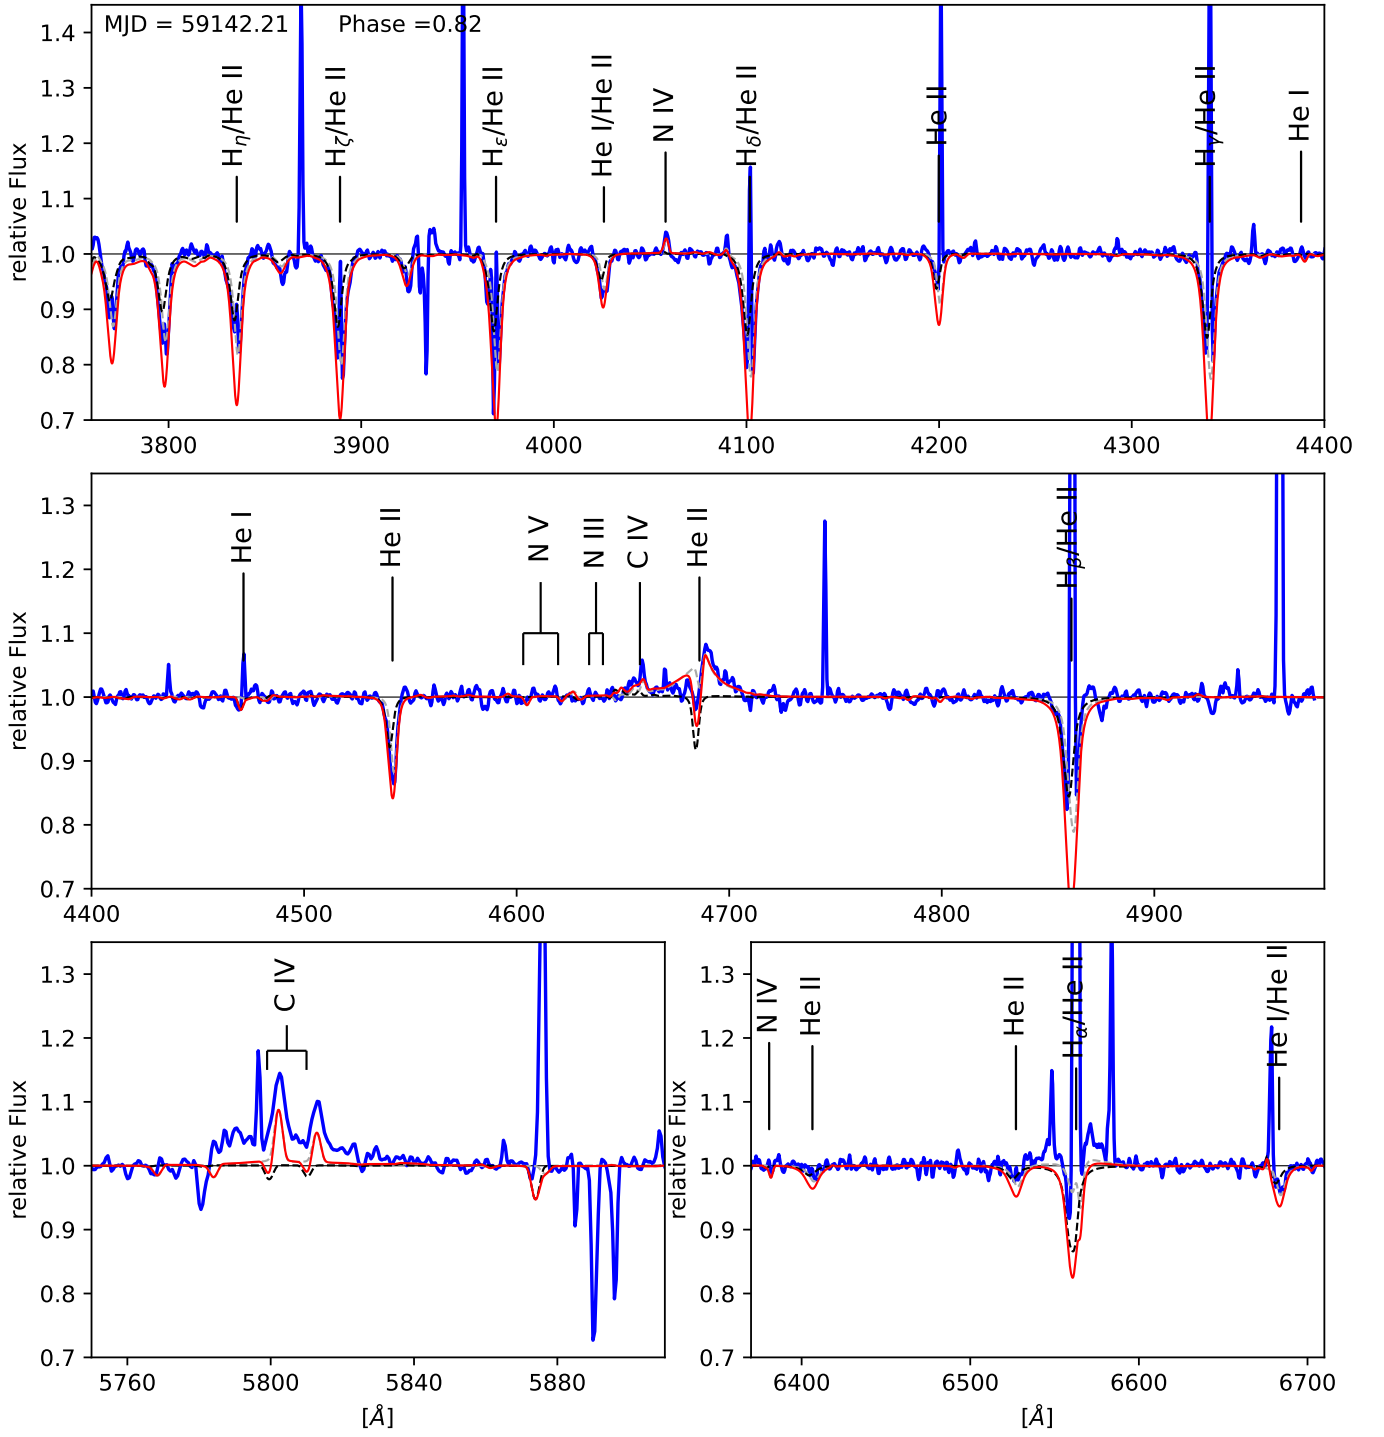 MJD = 59142.21 Phase =0.82
relative Flux
1.4
1.3
1.2
1.1
1.0
0.9
0.8
0.7
Hη/He II
Hζ/He II
Hε/He II
He I/He II
N IV
Hδ/He II
He II
Hγ/He II
He I
3800 3900 4000 4100 4200 4300 4400
relative Flux
1.3
1.2
1.1
1.0
0.9
0.8
0.7
He I
He II
N V
N III
C IV
He II
Hβ/He II
4400 4500 4600 4700 4800 4900
relative Flux
1.3
1.2
1.1
1.0
0.9
0.8
0.7
C IV
5760 5800 5840 5880
[Å]
relative Flux
1.3
1.2
1.1
1.0
0.9
0.8
0.7
N IV
He II
He II
Hα/He II
He I/He II
6400 6500 6600 6700
[Å]